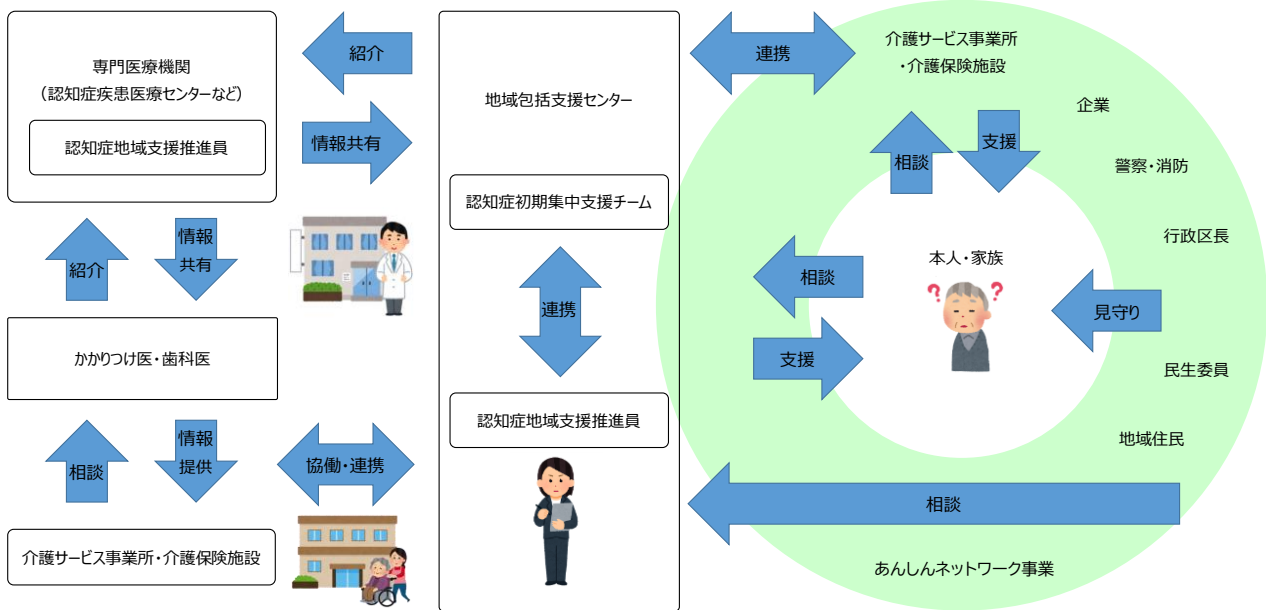 専門医療機関
（認知症疾患医療センターなど）
認知症地域支援推進員
紹介
情報共有
紹介
情報
共有
かかりつけ医・歯科医
相談
情報
提供
協働・連携
介護サービス事業所・介護保険施設
地域包括支援センター
認知症初期集中支援チーム
連携
認知症地域支援推進員
連携
介護サービス事業所
・介護保険施設
企業
警察・消防
行政区長
民生委員
地域住民
相談
支援
本人・家族
相談
支援
見守り
相談
あんしんネットワーク事業